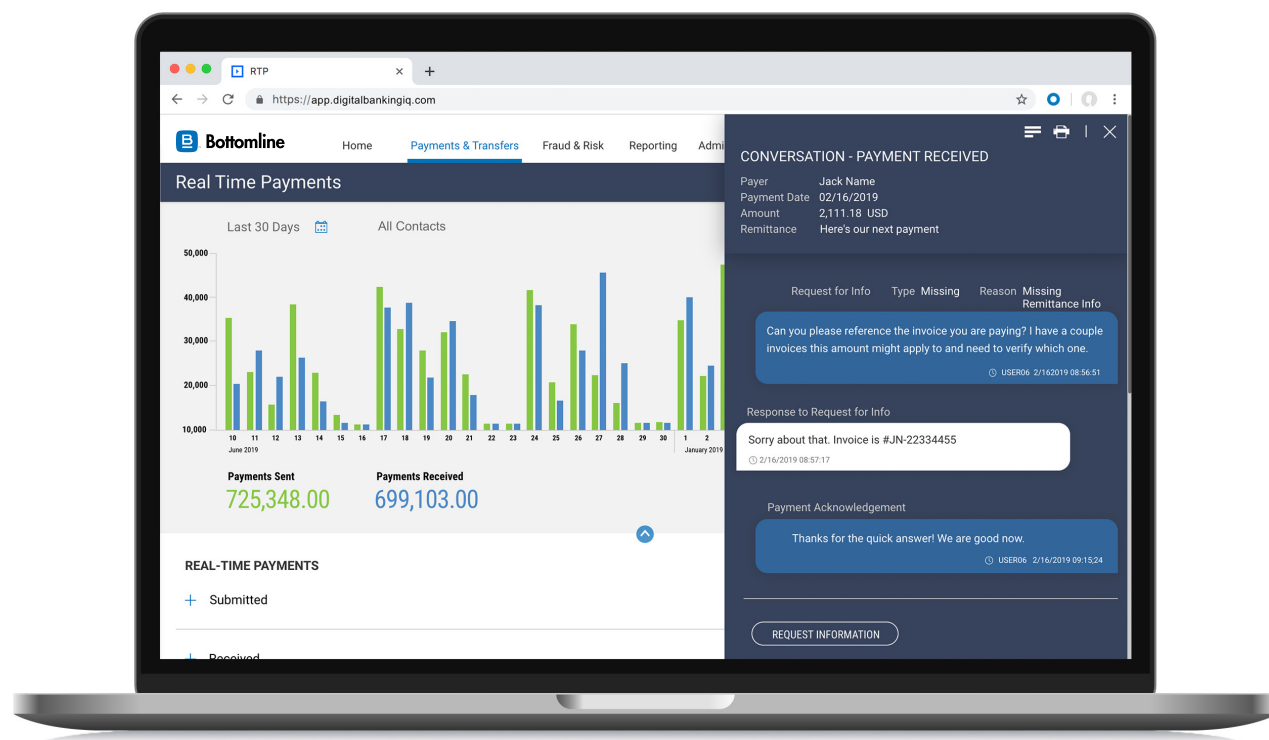 RTP
https://app.digitalbankingiq.com
B Bottomline
Home Payments & Transfers Fraud & Risk Reporting Admi
Real Time Payments
Last 30 Days All Contacts
50,000
40,000
30,000
20,000
10,000
10 11 12 13 14 15 16 17 18 19 20 21 22 23 24 25 26 27 28 29 30 1 2
June 2019 January 2019
Payments Sent Payments Received
725,348.00 699,103.00
REAL-TIME PAYMENTS
+ Submitted
+ Received
CONVERSATION - PAYMENT RECEIVED
Payer Jack Name
Payment Date 02/16/2019
Amount 2,111.18 USD
Remittance Here's our next payment
Request for Info Type Missing Reason Missing
Remittance Info
Can you please reference the invoice you are paying? I have a couple
invoices this amount might apply to and need to verify which one.
USER06 2/162019 08:56:51
Response to Request for Info
Sorry about that. Invoice is #JN-22334455
2/16/2019 08:57:17
Payment Acknowledgement
Thanks for the quick answer! We are good now.
USER06 2/16/2019 09:15;24
REQUEST INFORMATION